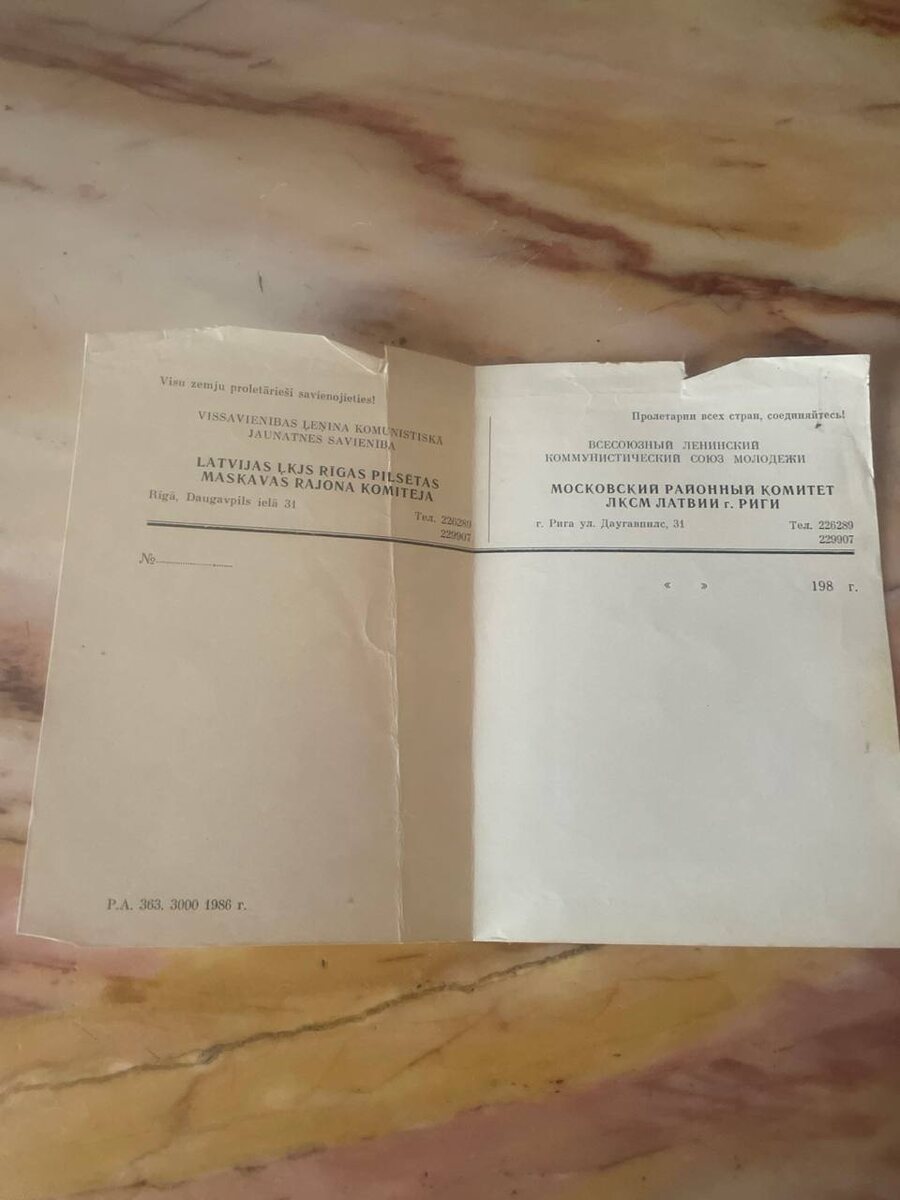 Visu zemju proletārieši savienojieties!
VISSAVIENĪBAS ĻEŅINA KOMUNISTISKĀ
JAUNATNES SAVIENĪBA
LATVIJAS ĻKJS RĪGAS PILSĒTAS
MASKAVAS RAJONA KOMITEJA
Rīgā, Daugavpils ielā 31
Тел. 226289
229907
№
P.A. 363. 3000 1986 г.
Пролетарии всех стран, соединяйтесь!
ВСЕСОЮЗНЫЙ ЛЕНИНСКИЙ
КОММУНИСТИЧЕСКИЙ СОЮЗ МОЛОДЕЖИ
МОСКОВСКИЙ РАЙОННЫЙ КОМИТЕТ
ЛКСМ ЛАТВИИ г. РИГИ
г. Рига ул. Даугавпилс, 31
Тел. 226289
229907
« » 198 г.